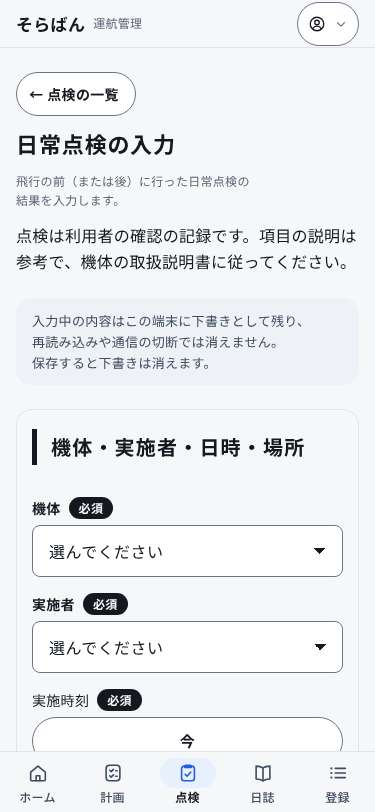 そらばん 運航管理
← 点検の一覧
日常点検の入力
飛行の前（または後）に行った日常点検の
結果を入力します。
点検は利用者の確認の記録です。項目の説明は
参考で、機体の取扱説明書に従ってください。
入力中の内容はこの端末に下書きとして残り、
再読み込みや通信の切断では消えません。
保存すると下書きは消えます。
機体・実施者・日時・場所
機体 必須
選んでください
実施者 必須
選んでください
実施時刻 必須
今
ホーム 計画 点検 日誌 登録